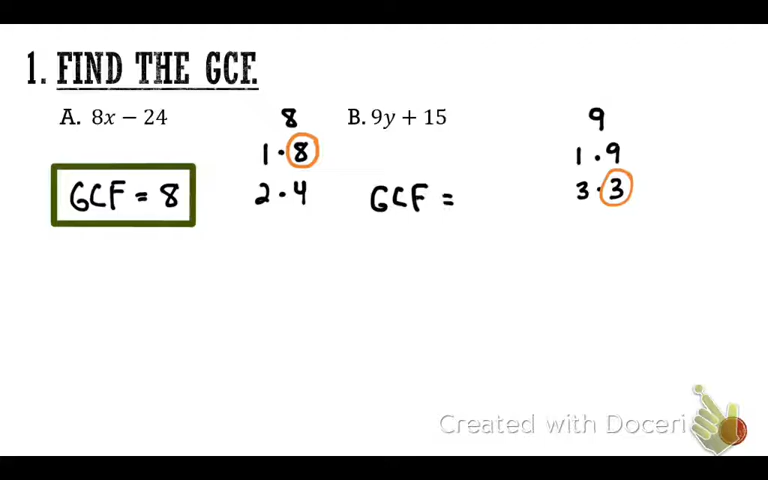 1. FIND THE GCF.
A. 8x − 24
8
1 · 8
2 · 4
GCF = 8
B. 9y + 15
9
1 · 9
3 · 3
GCF =
Created with Doceri